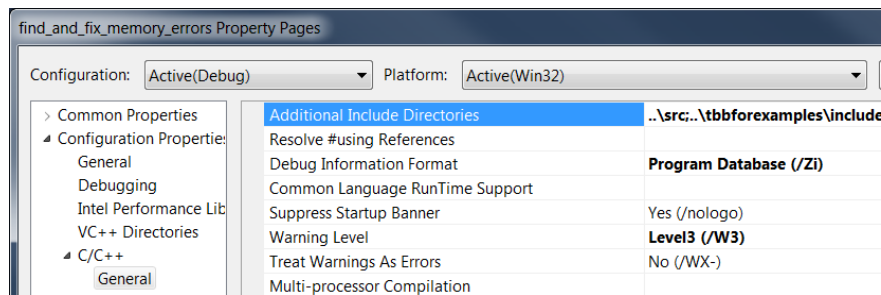 find_and_fix_memory_errors Property Pages
Configuration: Active(Debug) Platform: Active(Win32)
Common Properties
Configuration Propertie
General
Debugging
Intel Performance Lib
VC++ Directories
C/C++
General
Additional Include Directories ..\src;..\tbbforexamples\include
Resolve #using References
Debug Information Format Program Database (/Zi)
Common Language RunTime Support
Suppress Startup Banner Yes (/nologo)
Warning Level Level3 (/W3)
Treat Warnings As Errors No (/WX-)
Multi-processor Compilation